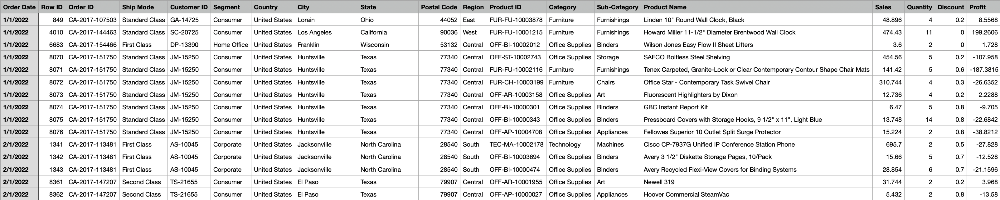 Order Date Row ID Order ID Ship Mode Customer ID Segment Country City State Postal Code Region Product ID Category Sub-Category Product Name Sales Quantity Discount Profit
1/1/2022 849 CA-2017-107503 Standard Class GA-14725 Consumer United States Lorain Ohio 44052 East FUR-FU-10003878 Furniture Furnishings Linden 10" Round Wall Clock, Black 48.896 4 0.2 8.5568
1/1/2022 4010 CA-2017-144463 Standard Class SC-20725 Consumer United States Los Angeles California 90036 West FUR-FU-10001215 Furniture Furnishings Howard Miller 11-1/2" Diameter Brentwood Wall Clock 474.43 11 0 199.2606
1/1/2022 6683 CA-2017-154466 First Class DP-13390 Home Office United States Franklin Wisconsin 53132 Central OFF-BI-10002012 Office Supplies Binders Wilson Jones Easy Flow II Sheet Lifters 3.6 2 0 1.728
1/1/2022 8070 CA-2017-151750 Standard Class JM-15250 Consumer United States Huntsville Texas 77340 Central OFF-ST-10002743 Office Supplies Storage SAFCO Boltless Steel Shelving 454.56 5 0.2 -107.958
1/1/2022 8071 CA-2017-151750 Standard Class JM-15250 Consumer United States Huntsville Texas 77340 Central FUR-FU-10002116 Furniture Furnishings Tenex Carpeted, Granite-Look or Clear Contemporary Contour Shape Chair Mats 141.42 5 0.6 -187.3815
1/1/2022 8072 CA-2017-151750 Standard Class JM-15250 Consumer United States Huntsville Texas 77340 Central FUR-CH-10003199 Furniture Chairs Office Star - Contemporary Task Swivel Chair 310.744 4 0.3 -26.6352
1/1/2022 8073 CA-2017-151750 Standard Class JM-15250 Consumer United States Huntsville Texas 77340 Central OFF-AR-10003158 Office Supplies Art Fluorescent Highlighters by Dixon 12.736 4 0.2 2.2288
1/1/2022 8074 CA-2017-151750 Standard Class JM-15250 Consumer United States Huntsville Texas 77340 Central OFF-BI-10000301 Office Supplies Binders GBC Instant Report Kit 6.47 5 0.8 -9.705
1/1/2022 8075 CA-2017-151750 Standard Class JM-15250 Consumer United States Huntsville Texas 77340 Central OFF-BI-10000343 Office Supplies Binders Pressboard Covers with Storage Hooks, 9 1/2" x 11", Light Blue 13.748 14 0.8 -22.6842
1/1/2022 8076 CA-2017-151750 Standard Class JM-15250 Consumer United States Huntsville Texas 77340 Central OFF-AP-10004708 Office Supplies Appliances Fellowes Superior 10 Outlet Split Surge Protector 15.224 2 0.8 -38.8212
2/1/2022 1341 CA-2017-113481 First Class AS-10045 Corporate United States Jacksonville North Carolina 28540 South TEC-MA-10002178 Technology Machines Cisco CP-7937G Unified IP Conference Station Phone 695.7 2 0.5 -27.828
2/1/2022 1342 CA-2017-113481 First Class AS-10045 Corporate United States Jacksonville North Carolina 28540 South OFF-BI-10003694 Office Supplies Binders Avery 3 1/2" Diskette Storage Pages, 10/Pack 15.66 5 0.7 -12.528
2/1/2022 1343 CA-2017-113481 First Class AS-10045 Corporate United States Jacksonville North Carolina 28540 South OFF-BI-10000474 Office Supplies Binders Avery Recycled Flexi-View Covers for Binding Systems 28.854 6 0.7 -21.1596
2/1/2022 8361 CA-2017-147207 Second Class TS-21655 Consumer United States El Paso Texas 79907 Central OFF-AR-10001955 Office Supplies Art Newell 319 31.744 2 0.2 3.968
2/1/2022 8362 CA-2017-147207 Second Class TS-21655 Consumer United States El Paso Texas 79907 Central OFF-AP-10000027 Office Supplies Appliances Hoover Commercial SteamVac 5.432 2 0.8 -13.58